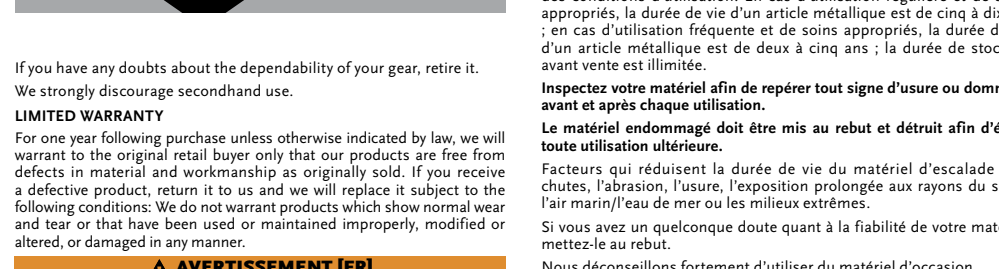 If you have any doubts about the dependability of your gear, retire it.
We strongly discourage secondhand use.
LIMITED WARRANTY
For one year following purchase unless otherwise indicated by law, we will
warrant to the original retail buyer only that our products are free from
defects in material and workmanship as originally sold. If you receive
a defective product, return it to us and we will replace it subject to the
following conditions: We do not warrant products which show normal wear
and tear or that have been used or maintained improperly, modified or
altered, or damaged in any manner.
AVERTISSEMENT [FR]
appropriés, la durée de vie d’un article métallique est de cinq à
; en cas d’utilisation fréquente et de soins appropriés, la durée
d’un article métallique est de deux à cinq ans ; la durée de
avant vente est illimitée.
Inspectez votre matériel afin de repérer tout signe d’usure ou
avant et après chaque utilisation.
Le matériel endommagé doit être mis au rebut et détruit afin
toute utilisation ultérieure.
Facteurs qui réduisent la durée de vie du matériel d’escalade
chutes, l’abrasion, l’usure, l’exposition prolongée aux rayons du
l’air marin/l’eau de mer ou les milieux extrêmes.
Si vous avez un quelconque doute quant à la fiabilité de votre
mettez-le au rebut.
Nous déconseillons fortement d’utiliser du matériel d’occasion.